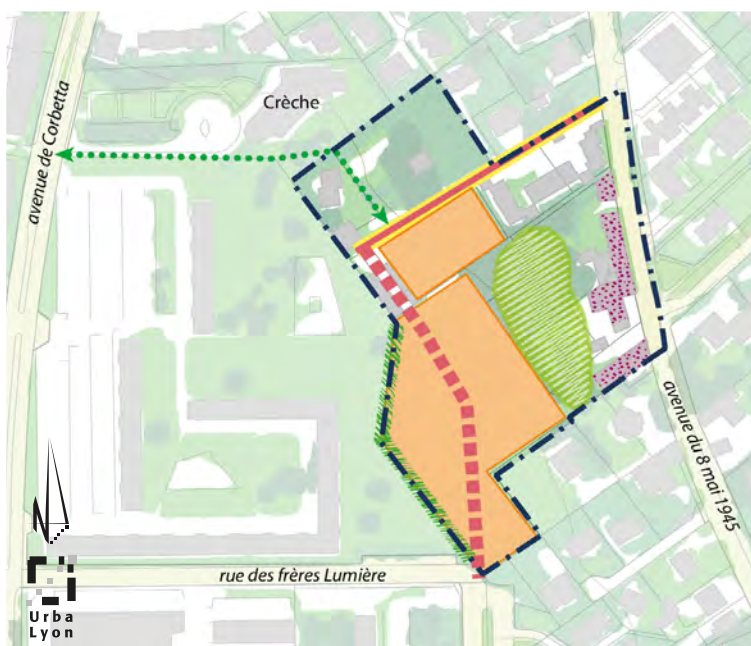 Crèche
avenue de Corbetta
avenue du 8 mai 1945
rue des frères Lumière
N
Urba
Lyon